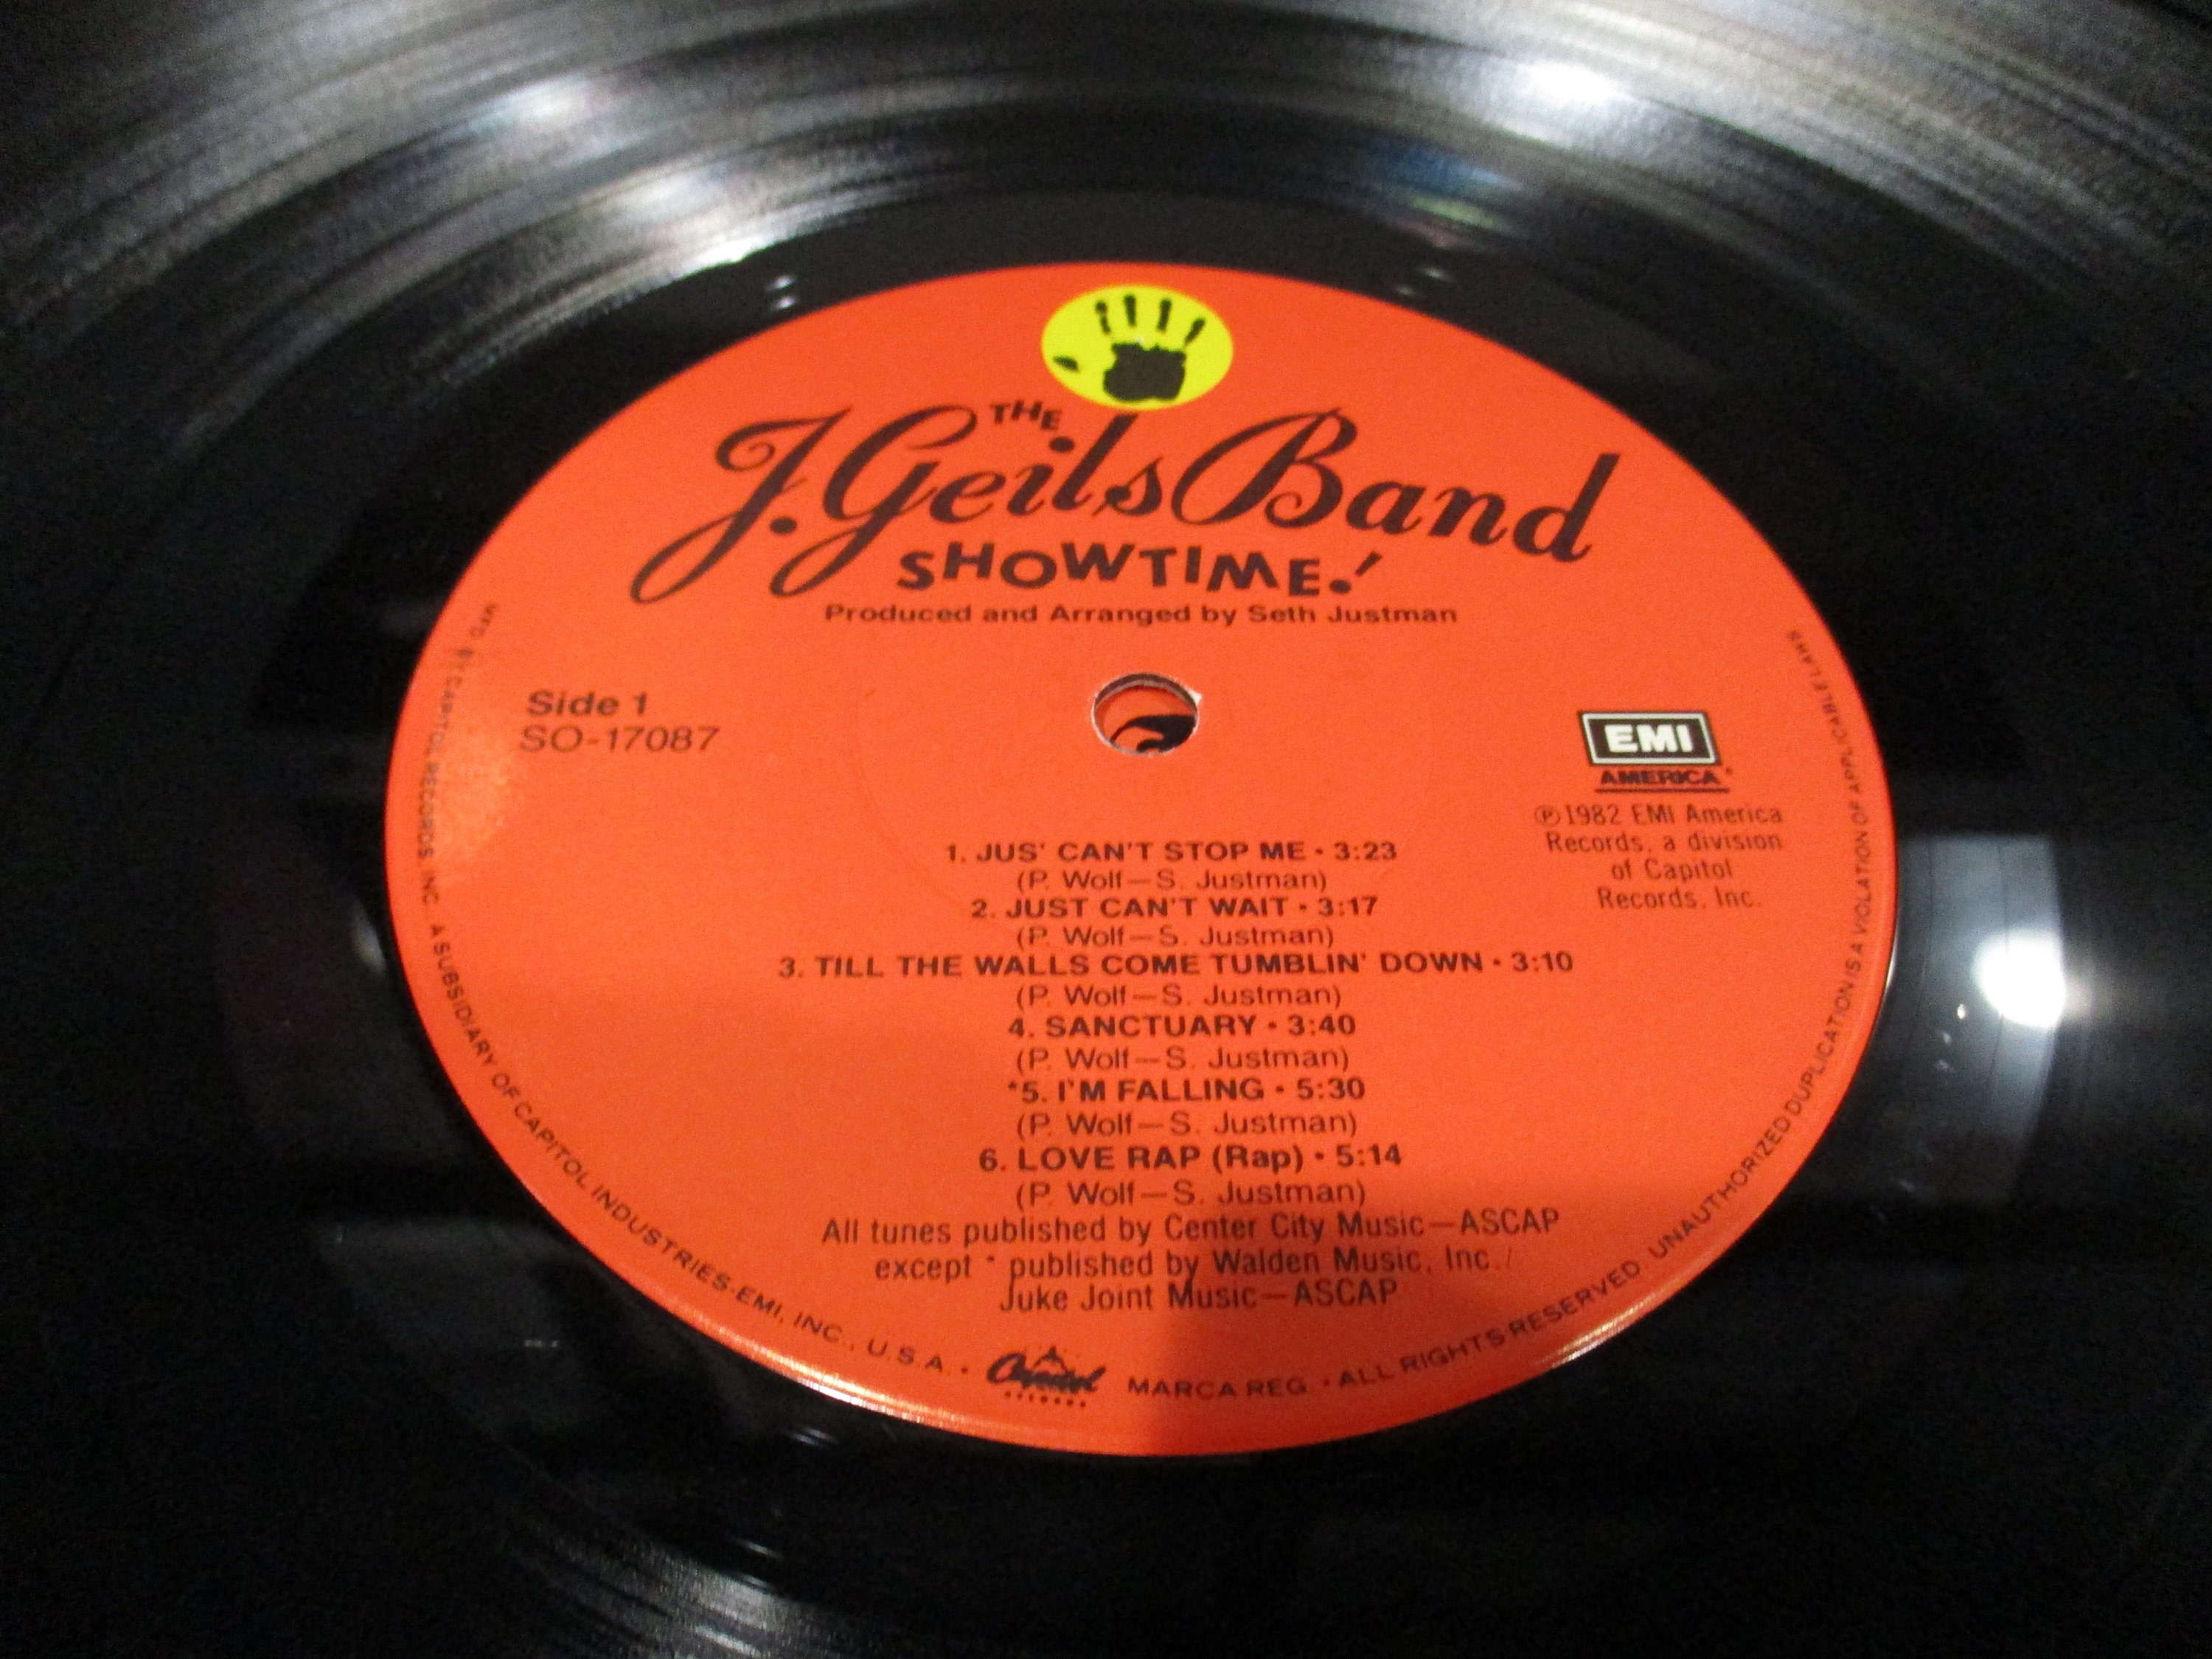 THE
J. Geils Band
SHOWTIME!
Produced and Arranged by Seth Justman
Side 1
SO-17087
EMI
AMERICA
℗1982 EMI America
Records, a division
of Capitol
Records, Inc.
1. JUS' CAN'T STOP ME • 3:23
(P. Wolf—S. Justman)
2. JUST CAN'T WAIT • 3:17
(P. Wolf—S. Justman)
3. TILL THE WALLS COME TUMBLIN' DOWN • 3:10
(P. Wolf—S. Justman)
4. SANCTUARY • 3:40
(P. Wolf—S. Justman)
*5. I'M FALLING • 5:30
(P. Wolf—S. Justman)
6. LOVE RAP (Rap) • 5:14
(P. Wolf—S. Justman)
All tunes published by Center City Music—ASCAP
except * published by Walden Music, Inc./
Juke Joint Music—ASCAP
MFD. BY CAPITOL RECORDS, INC. A SUBSIDIARY OF CAPITOL INDUSTRIES-EMI, INC., U.S.A. • Capitol RECORDS MARCA REG. • ALL RIGHTS RESERVED. UNAUTHORIZED DUPLICATION IS A VIOLATION OF APPLICABLE LAWS